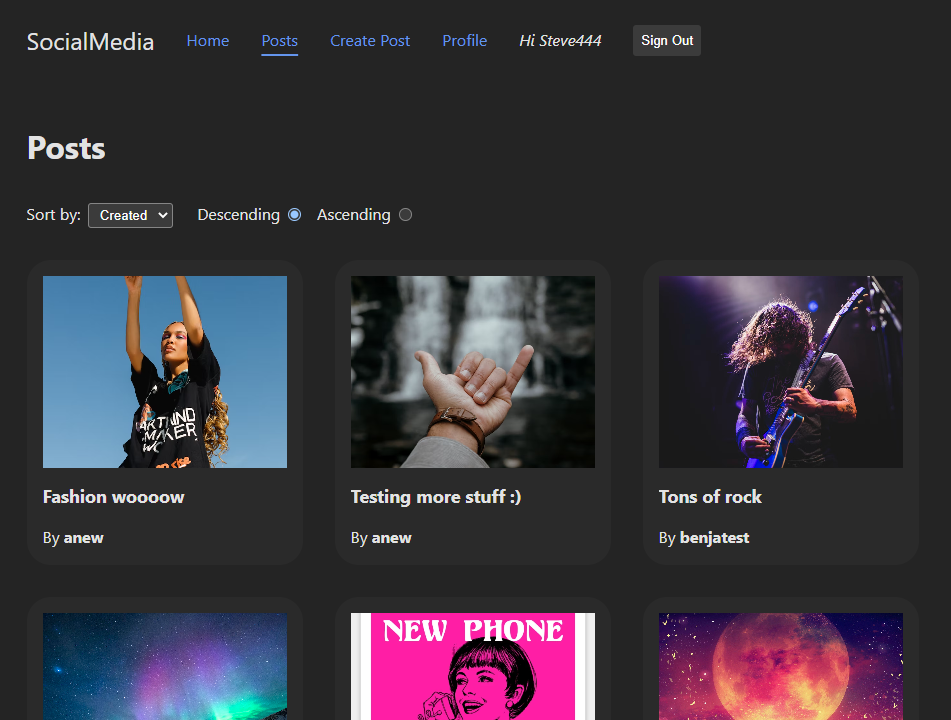 SocialMedia Home Posts Create Post Profile Hi Steve444 Sign Out
Posts
Sort by: Created Descending Ascending
Fashion woooow
By anew
Testing more stuff :)
By anew
Tons of rock
By benjatest
NEW PHONE